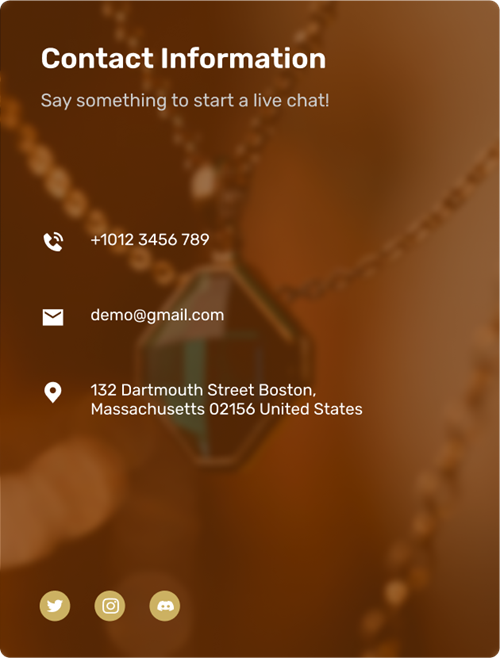 Contact Information
Say something to start a live chat!
+1012 3456 789
demo@gmail.com
132 Dartmouth Street Boston,
Massachusetts 02156 United States